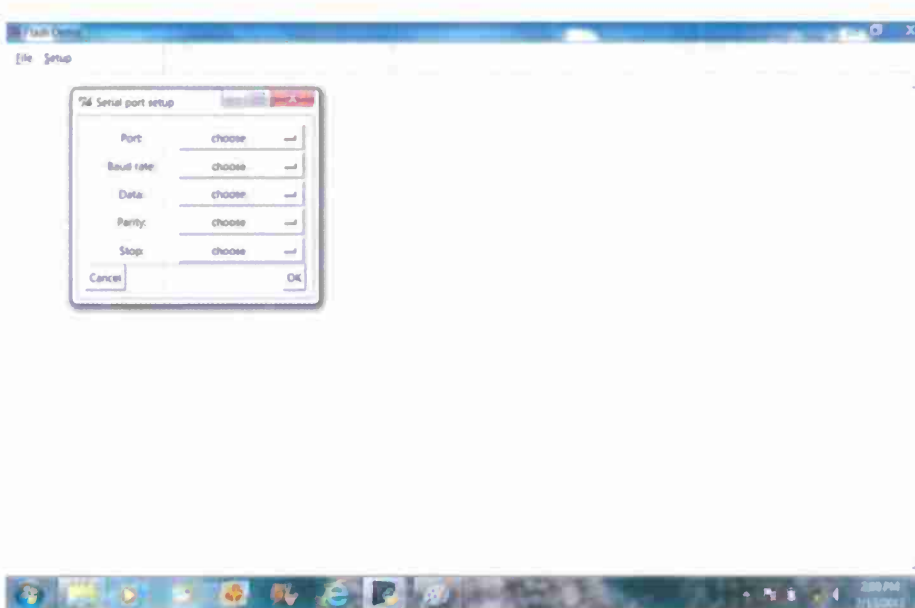 File Setup
Serial port setup
Port: choose
Baud rate: choose
Data: choose
Parity: choose
Stop: choose
Cancel OK